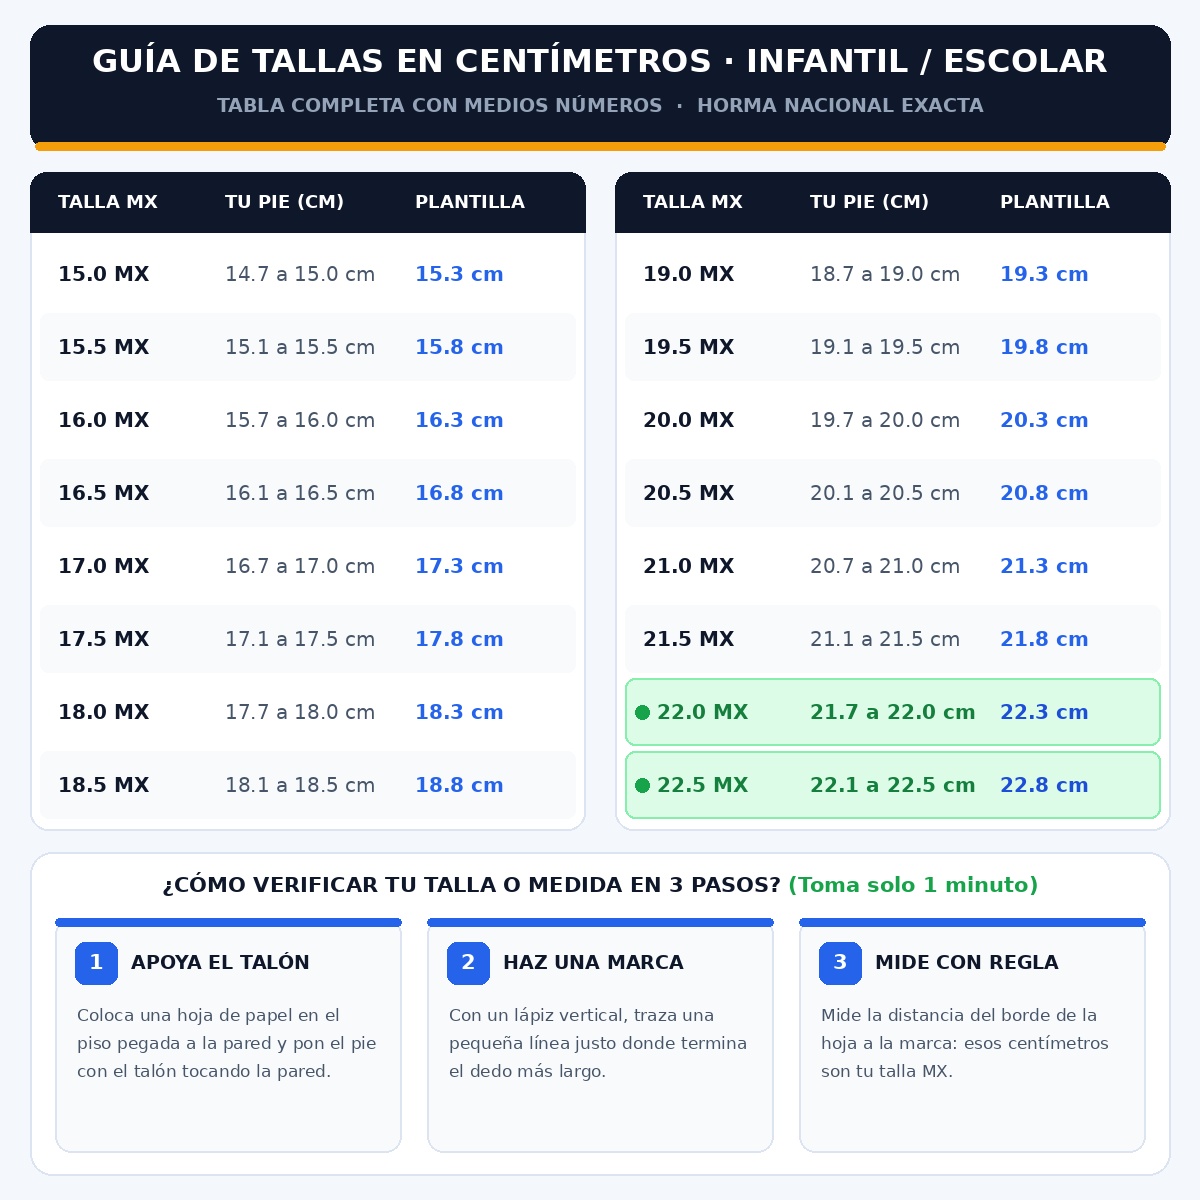 GUÍA DE TALLAS EN CENTÍMETROS · INFANTIL / ESCOLAR
TABLA COMPLETA CON MEDIOS NÚMEROS · HORMA NACIONAL EXACTA
TALLA MX TU PIE (CM) PLANTILLA
15.0 MX 14.7 a 15.0 cm 15.3 cm
15.5 MX 15.1 a 15.5 cm 15.8 cm
16.0 MX 15.7 a 16.0 cm 16.3 cm
16.5 MX 16.1 a 16.5 cm 16.8 cm
17.0 MX 16.7 a 17.0 cm 17.3 cm
17.5 MX 17.1 a 17.5 cm 17.8 cm
18.0 MX 17.7 a 18.0 cm 18.3 cm
18.5 MX 18.1 a 18.5 cm 18.8 cm
TALLA MX TU PIE (CM) PLANTILLA
19.0 MX 18.7 a 19.0 cm 19.3 cm
19.5 MX 19.1 a 19.5 cm 19.8 cm
20.0 MX 19.7 a 20.0 cm 20.3 cm
20.5 MX 20.1 a 20.5 cm 20.8 cm
21.0 MX 20.7 a 21.0 cm 21.3 cm
21.5 MX 21.1 a 21.5 cm 21.8 cm
22.0 MX 21.7 a 22.0 cm 22.3 cm
22.5 MX 22.1 a 22.5 cm 22.8 cm
¿CÓMO VERIFICAR TU TALLA O MEDIDA EN 3 PASOS? (Toma solo 1 minuto)
1 APOYA EL TALÓN
Coloca una hoja de papel en el
piso pegada a la pared y pon el pie
con el talón tocando la pared.
2 HAZ UNA MARCA
Con un lápiz vertical, traza una
pequeña línea justo donde termina
el dedo más largo.
3 MIDE CON REGLA
Mide la distancia del borde de la
hoja a la marca: esos centímetros
son tu talla MX.